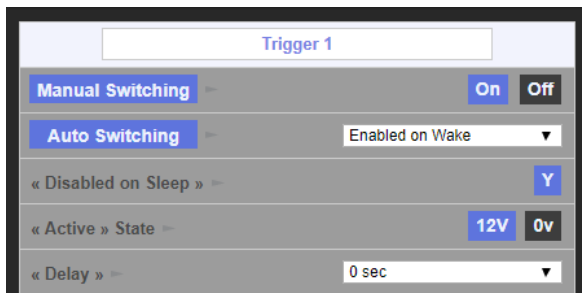 Trigger 1
Manual Switching On Off
Auto Switching Enabled on Wake
« Disabled on Sleep » Y
« Active » State 12V 0v
« Delay » 0 sec